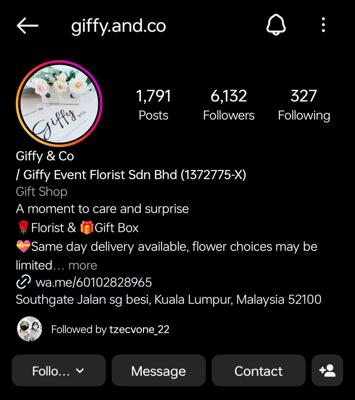 giffy.and.co
Giffy &co
1,791 6,132 327
Posts Followers Following
Giffy & Co
/ Giffy Event Florist Sdn Bhd (1372775-X)
Gift Shop
A moment to care and surprise
🌹Florist & 🎁Gift Box
💝Same day delivery available, flower choices may be
limited... more
wa.me/60102828965
Southgate Jalan sg besi, Kuala Lumpur, Malaysia 52100
Followed by tzecvone_22
Follo... Message Contact